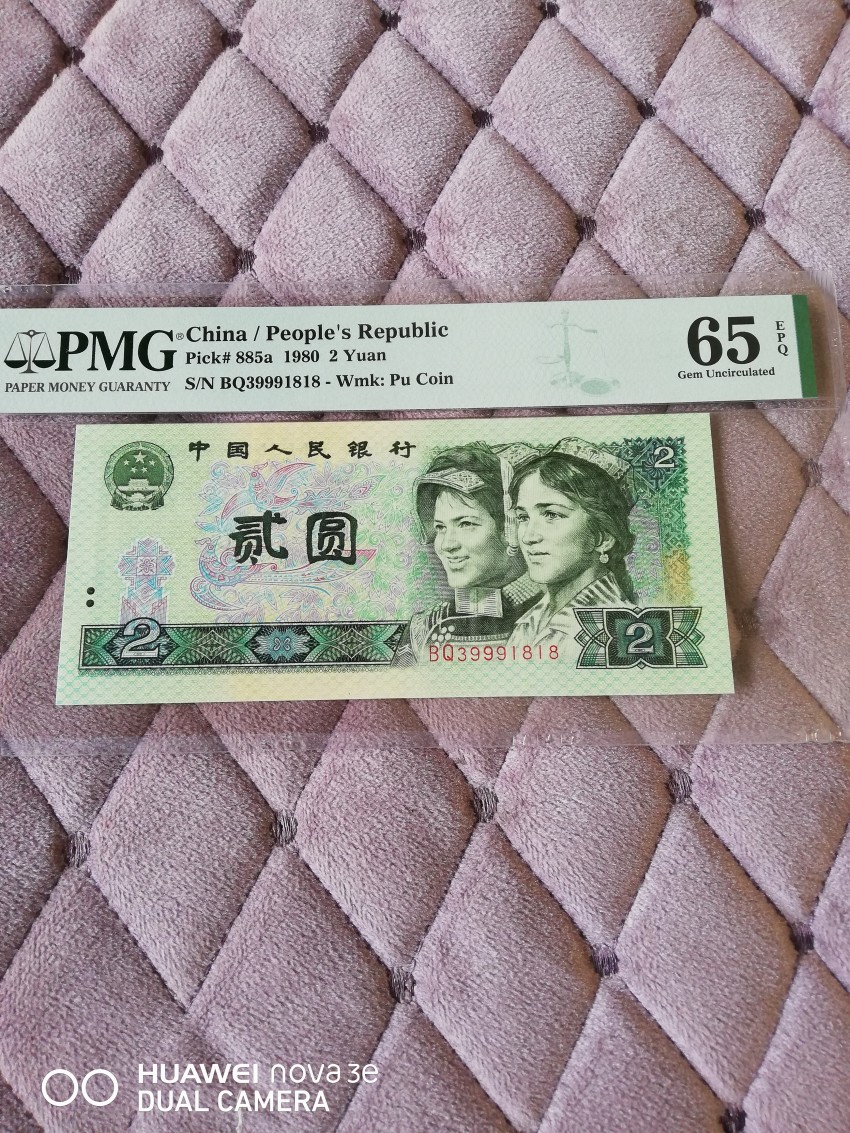 PMG®
PAPER MONEY GUARANTY
China / People's Republic
Pick# 885a 1980 2 Yuan
S/N BQ39991818 - Wmk: Pu Coin
65
EPQ
Gem Uncirculated
中国人民银行
2
贰圆
2
BQ39991818
2
HUAWEI nova 3e
DUAL CAMERA